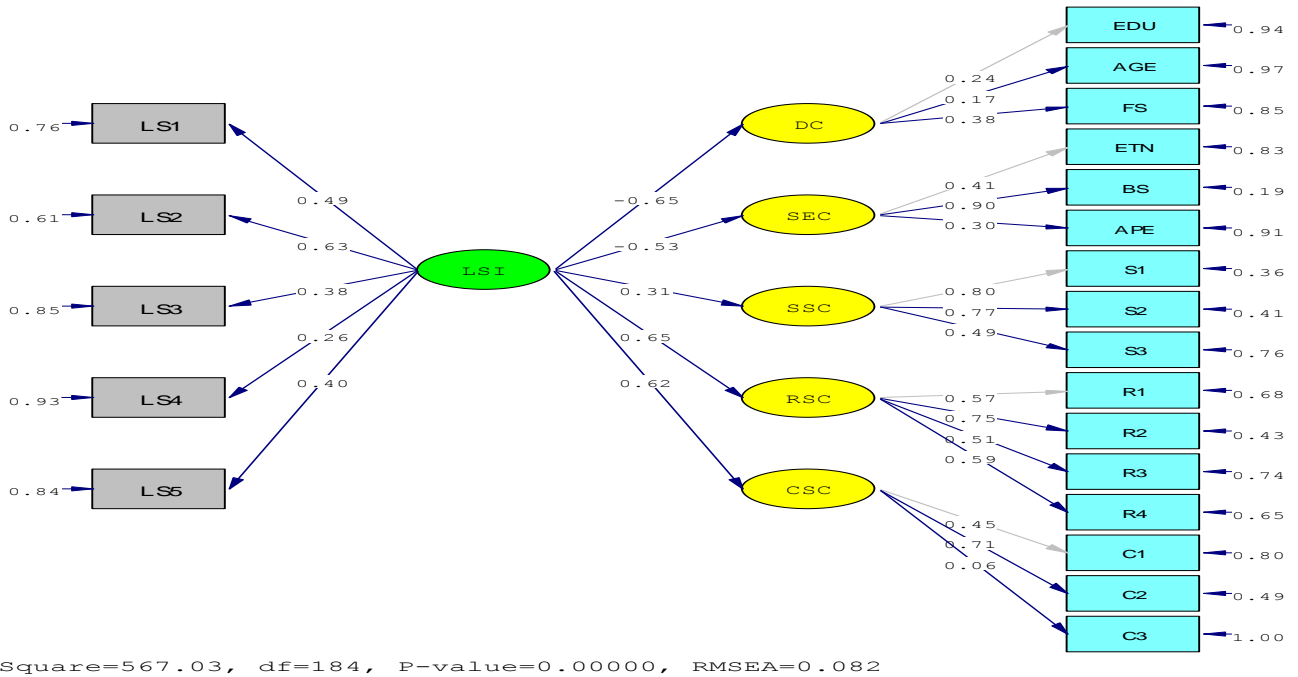 EDU
0.94
AGE
0.97
0.24
0.17
FS
0.85
0.38
0.76
LS1
DC
ETN
0.83
0.41
BS
0.19
0.49
-0.65
0.90
LS2
SEC
0.61
0.30
APE
0.91
0.63
-0.53
LSI
S1
0.36
0.80
0.38
0.31
LS3
SSC
S2
0.41
0.85
0.77
0.49
0.26
0.65
S3
0.76
0.40
0.62
R1
0.68
LS4
RSC
0.57
0.93
0.75
R2
0.43
0.51
0.59
R3
0.74
LS5
CSC
0.84
R4
0.65
0.45
0.71
C1
0.80
0.06
C2
0.49
C3
1.00
Square=567.03, df=184, P-value=0.00000, RMSEA=0.082